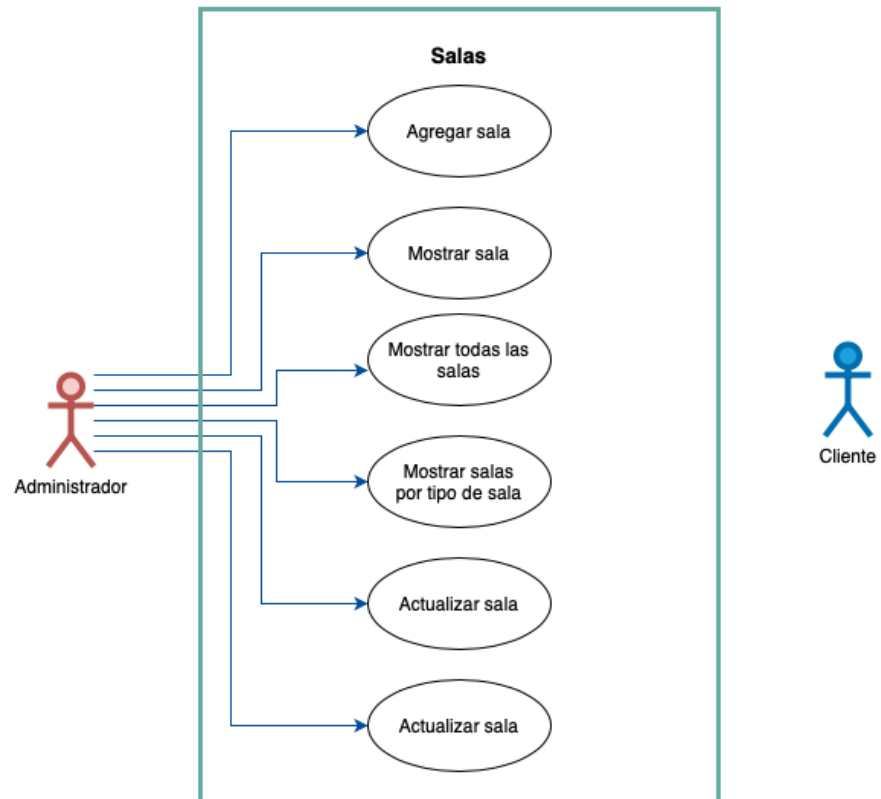 Salas
Agregar sala
Mostrar sala
Mostrar todas las
salas
Mostrar salas
por tipo de sala
Actualizar sala
Actualizar sala
Administrador
Cliente